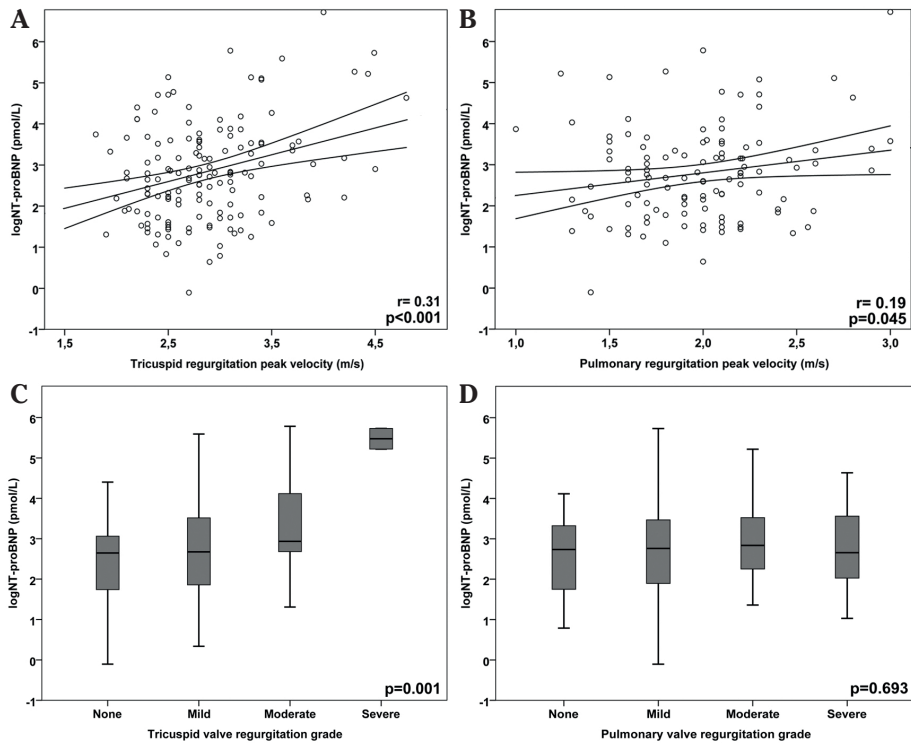 A
logNT-proBNP (pmol/L)
6
5
4
3
2
1
0
-1
1,5
2,5
3,5
4,5
r= 0.31
p<0.001
Tricuspid regurgitation peak velocity (m/s)
B
logNT-proBNP (pmol/L)
6
5
4
3
2
1
0
-1
1,0
1,5
2,0
2,5
3,0
r= 0.19
p=0.045
Pulmonary regurgitation peak velocity (m/s)
C
logNT-proBNP (pmol/L)
6
5
4
3
2
1
0
-1
None
Mild
Moderate
Severe
p=0.001
Tricuspid valve regurgitation grade
D
logNT-proBNP (pmol/L)
6
5
4
3
2
1
0
-1
None
Mild
Moderate
Severe
p=0.693
Pulmonary valve regurgitation grade